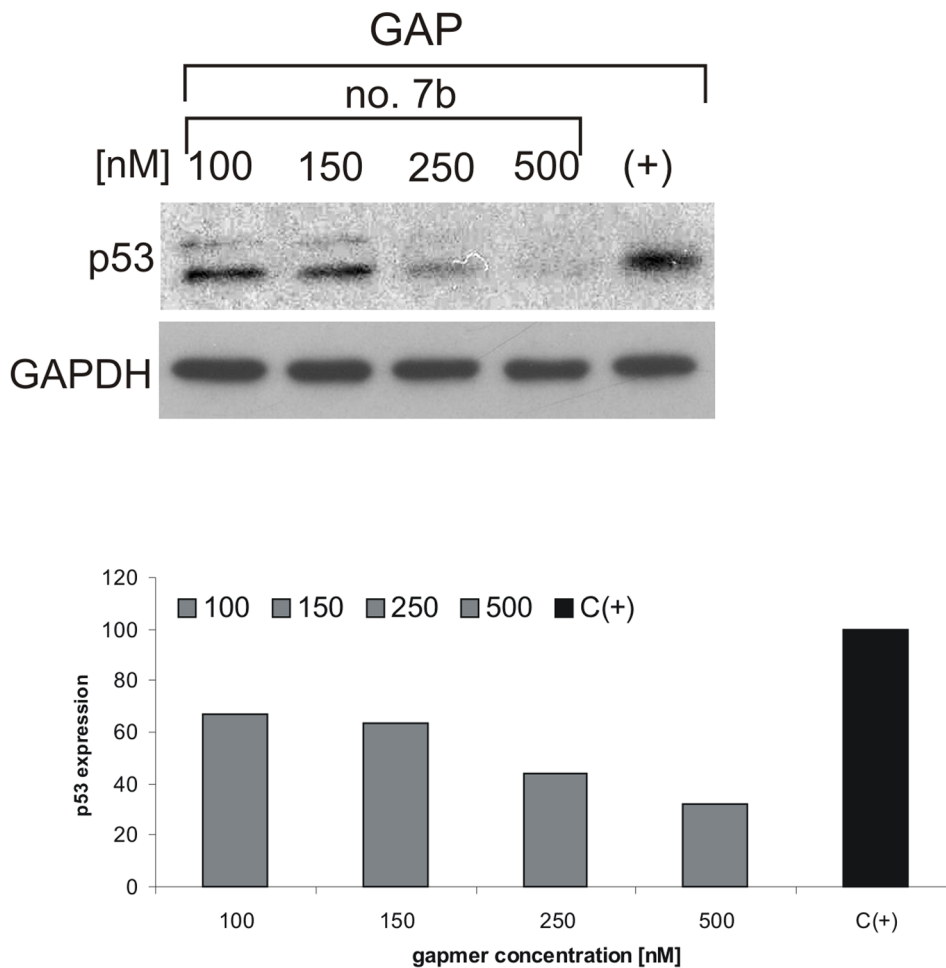 GAP
no. 7b
[nM] 100 150 250 500 (+)
p53
GAPDH
120
100 150 250 500 C(+)
100
80
60
40
20
0
p53 expression
100 150 250 500 C(+)
gapmer concentration [nM]